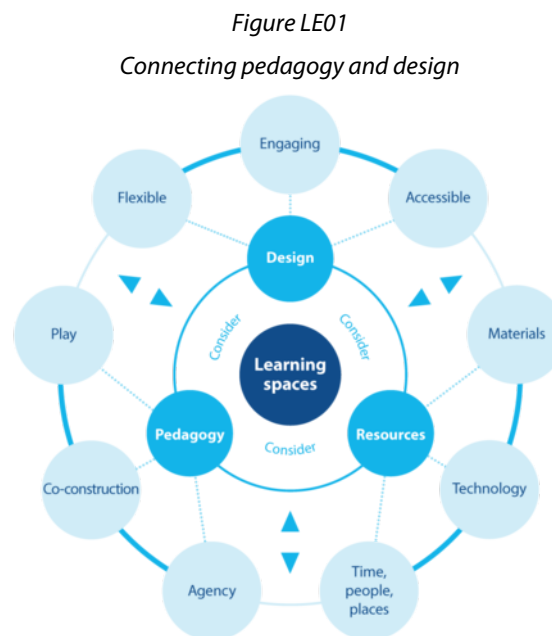 Figure LE01
Connecting pedagogy and design
Engaging
Flexible
Accessible
Design
Play
Consider
Consider
Materials
Learning
spaces
Pedagogy
Resources
Consider
Co-construction
Technology
Agency
Time,
people,
places